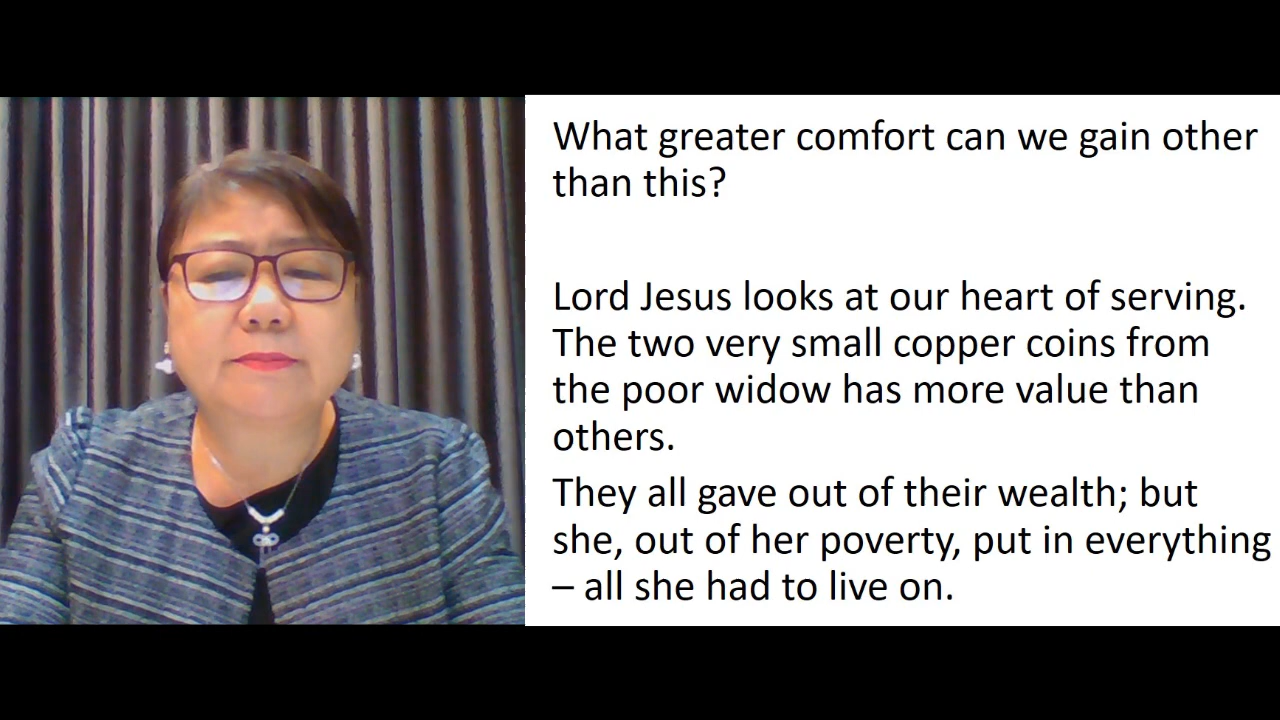 What greater comfort can we gain other
than this?
Lord Jesus looks at our heart of serving.
The two very small copper coins from
the poor widow has more value than
others.
They all gave out of their wealth; but
she, out of her poverty, put in everything
– all she had to live on.